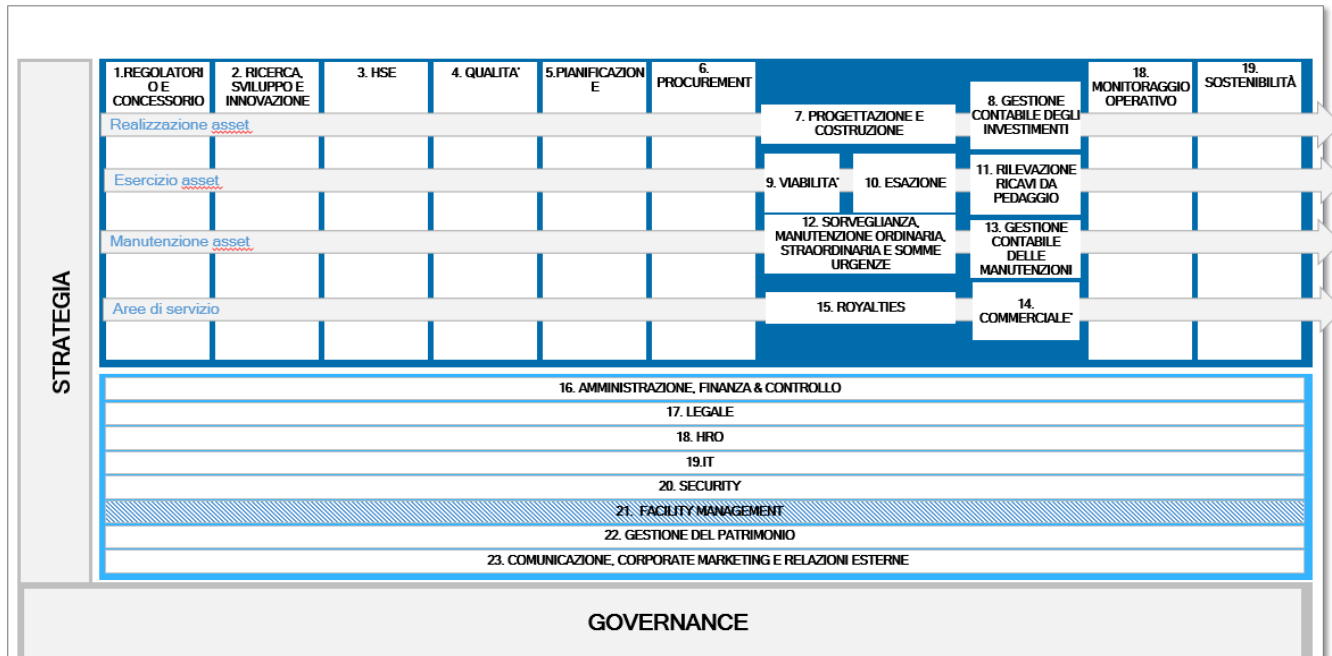 1.REGOLATORI
O E
CONCESSORIO
2. RICERCA,
SVILUPPO E
INNOVAZIONE
3. HSE
4. QUALITA'
5.PIANIFICAZION
E
6.
PROCUREMENT
18.
MONITORAGGIO
OPERATIVO
19.
SOSTENIBILITÀ
Realizzazione asset
7. PROGETTAZIONE E
COSTRUZIONE
8. GESTIONE
CONTABILE DEGLI
INVESTIMENTI
Esercizio asset
9. VIABILITA'
10. ESAZIONE
11. RILEVAZIONE
RICAVI DA
PEDAGGIO
Manutenzione asset
12. SORVEGLIANZA,
MANUTENZIONE ORDINARIA,
STRAORDINARIA E SOMME
URGENZE
13. GESTIONE
CONTABILE
DELLE
MANUTENZIONI
Aree di servizio
15. ROYALTIES
14.
COMMERCIALE'
STRATEGIA
16. AMMINISTRAZIONE, FINANZA & CONTROLLO
17. LEGALE
18. HRO
19.IT
20. SECURITY
21. FACILITY MANAGEMENT
22. GESTIONE DEL PATRIMONIO
23. COMUNICAZIONE, CORPORATE MARKETING E RELAZIONI ESTERNE
GOVERNANCE